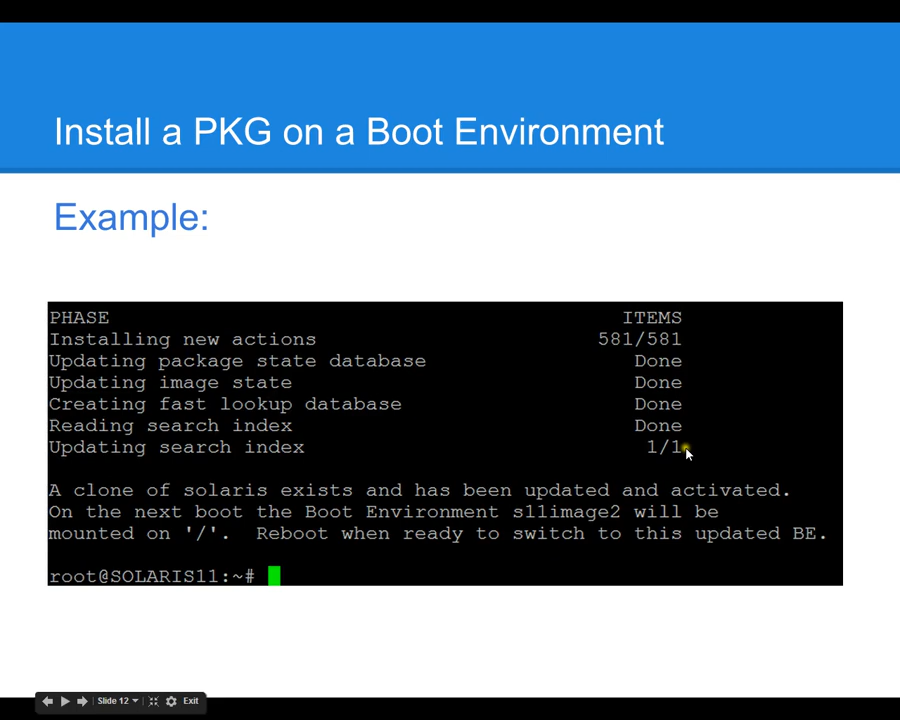 Install a PKG on a Boot Environment
Example:
PHASE ITEMS
Installing new actions 581/581
Updating package state database Done
Updating image state Done
Creating fast lookup database Done
Reading search index Done
Updating search index 1/1
A clone of solaris exists and has been updated and activated.
On the next boot the Boot Environment s11image2 will be
mounted on '/'. Reboot when ready to switch to this updated BE.
root@SOLARIS11:~#
Slide 12 Exit